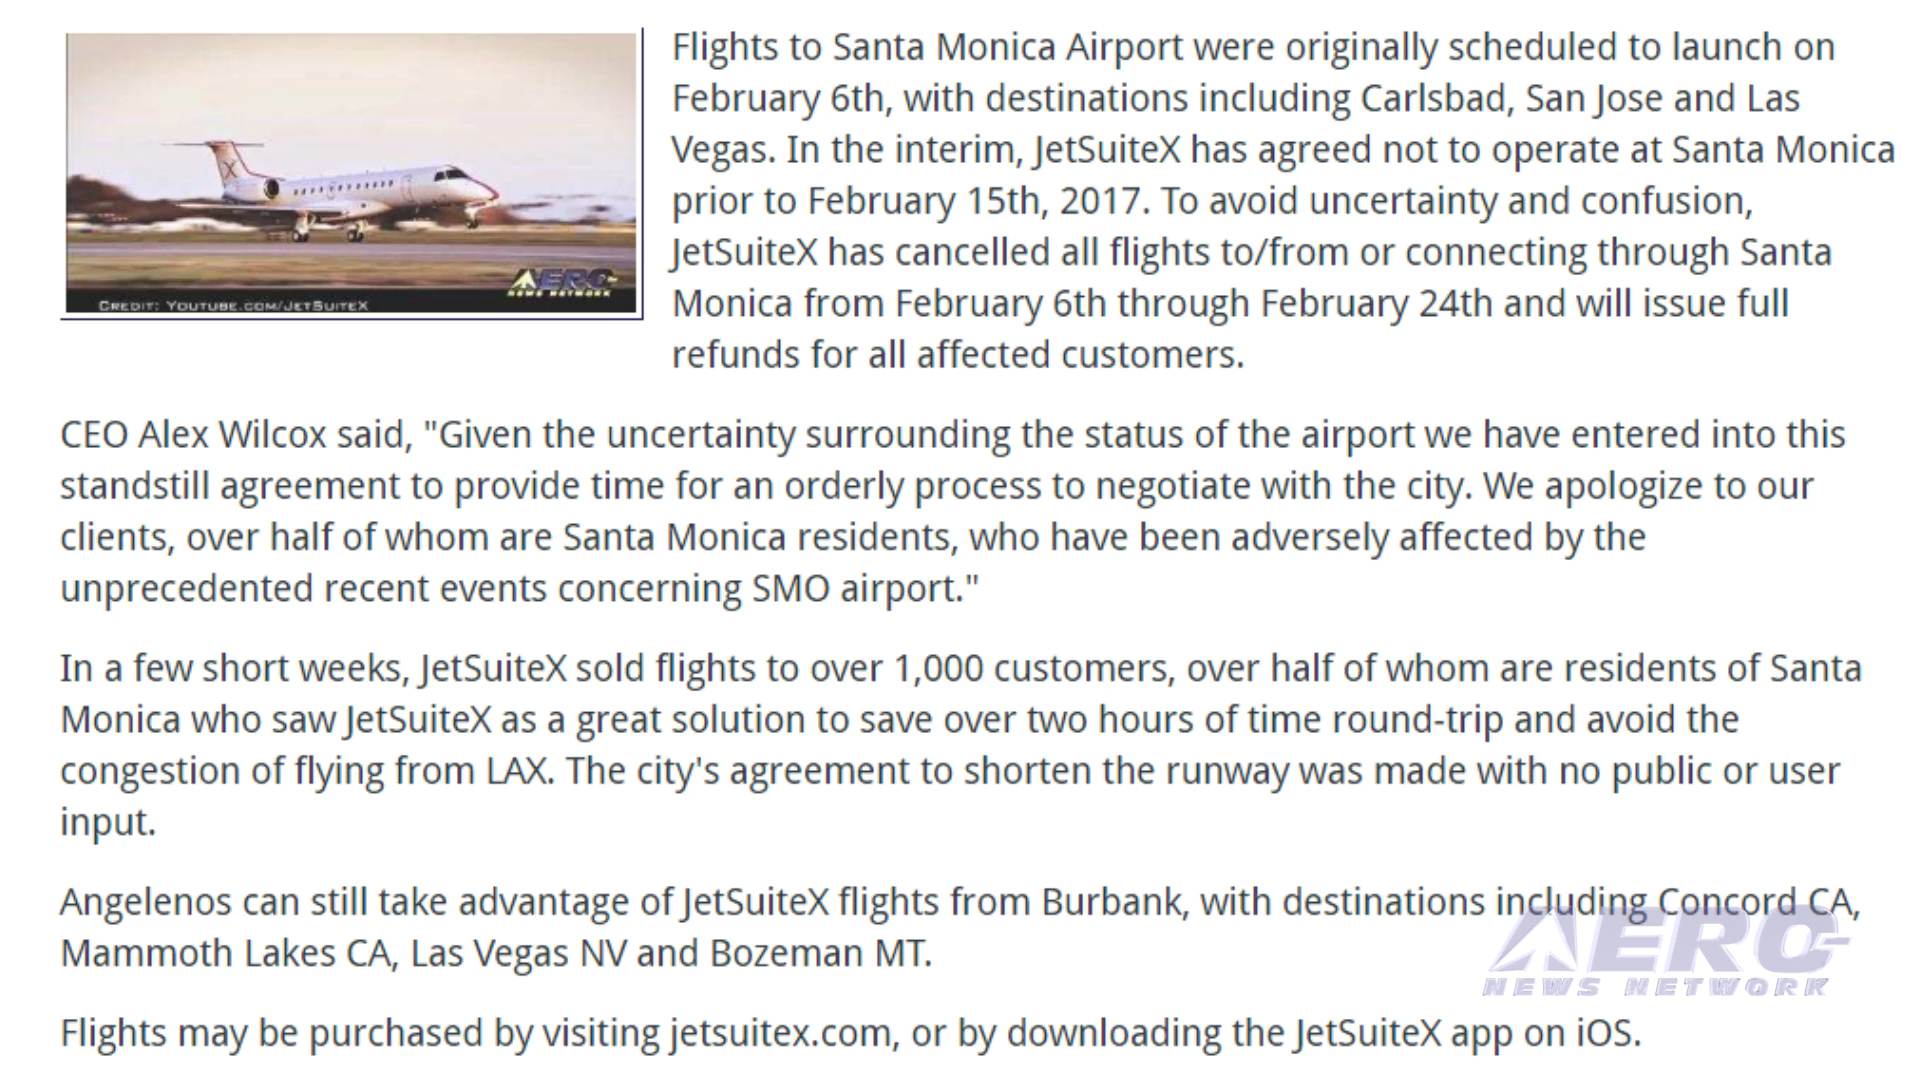 Flights to Santa Monica Airport were originally scheduled to launch on
February 6th, with destinations including Carlsbad, San Jose and Las
Vegas. In the interim, JetSuiteX has agreed not to operate at Santa Monica
prior to February 15th, 2017. To avoid uncertainty and confusion,
JetSuiteX has cancelled all flights to/from or connecting through Santa
Monica from February 6th through February 24th and will issue full
refunds for all affected customers.
X
AERO
NEWS NETWORK
CREDIT: YOUTUBE.COM/JETSUITEX
CEO Alex Wilcox said, "Given the uncertainty surrounding the status of the airport we have entered into this
standstill agreement to provide time for an orderly process to negotiate with the city. We apologize to our
clients, over half of whom are Santa Monica residents, who have been adversely affected by the
unprecedented recent events concerning SMO airport."
In a few short weeks, JetSuiteX sold flights to over 1,000 customers, over half of whom are residents of Santa
Monica who saw JetSuiteX as a great solution to save over two hours of time round-trip and avoid the
congestion of flying from LAX. The city's agreement to shorten the runway was made with no public or user
input.
Angelenos can still take advantage of JetSuiteX flights from Burbank, with destinations including Concord CA,
Mammoth Lakes CA, Las Vegas NV and Bozeman MT.
AERO
NEWS NETWORK
Flights may be purchased by visiting jetsuitex.com, or by downloading the JetSuiteX app on iOS.